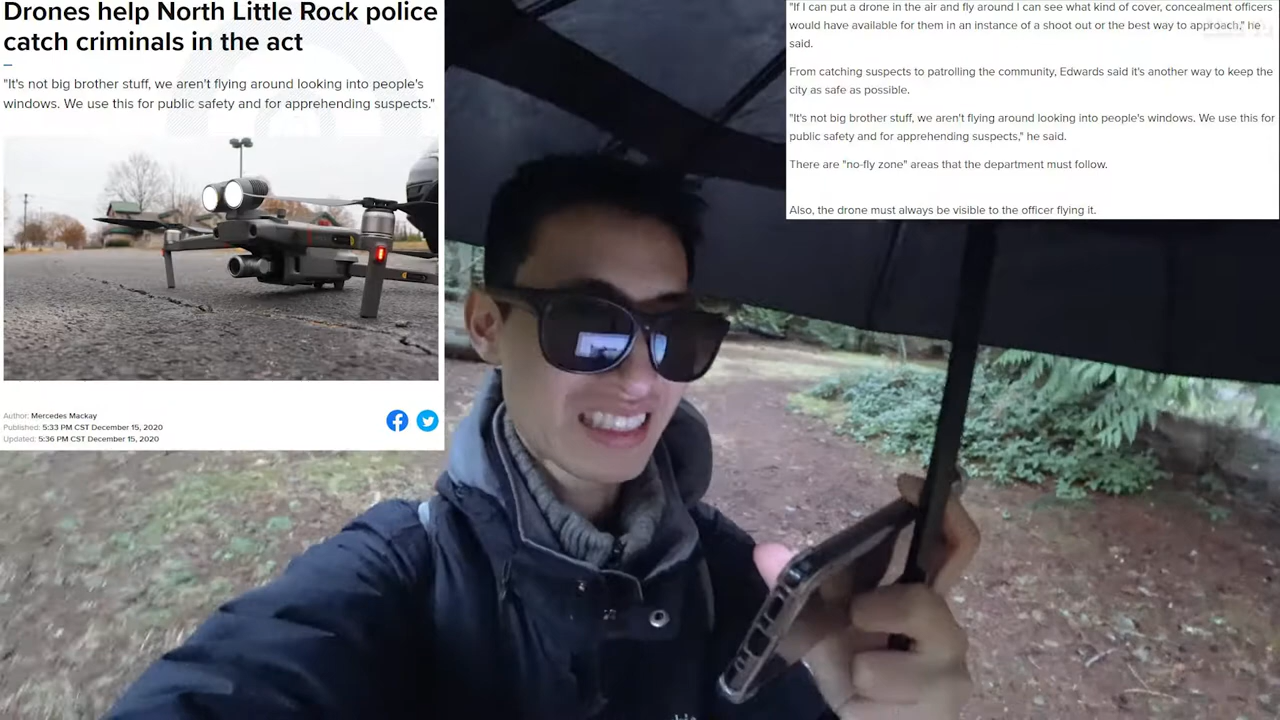 Drones help North Little Rock police
catch criminals in the act
"It's not big brother stuff, we aren't flying around looking into people's
windows. We use this for public safety and for apprehending suspects."
Author: Mercedes Mackay
Published: 5:33 PM CST December 15, 2020
Updated: 5:36 PM CST December 15, 2020
"If I can put a drone in the air and fly around I can see what kind of cover, concealment officers
would have available for them in an instance of a shoot out or the best way to approach," he
said.
From catching suspects to patrolling the community, Edwards said it's another way to keep the
city as safe as possible.
"It's not big brother stuff, we aren't flying around looking into people's windows. We use this for
public safety and for apprehending suspects," he said.
There are "no-fly zone" areas that the department must follow.
Also, the drone must always be visible to the officer flying it.